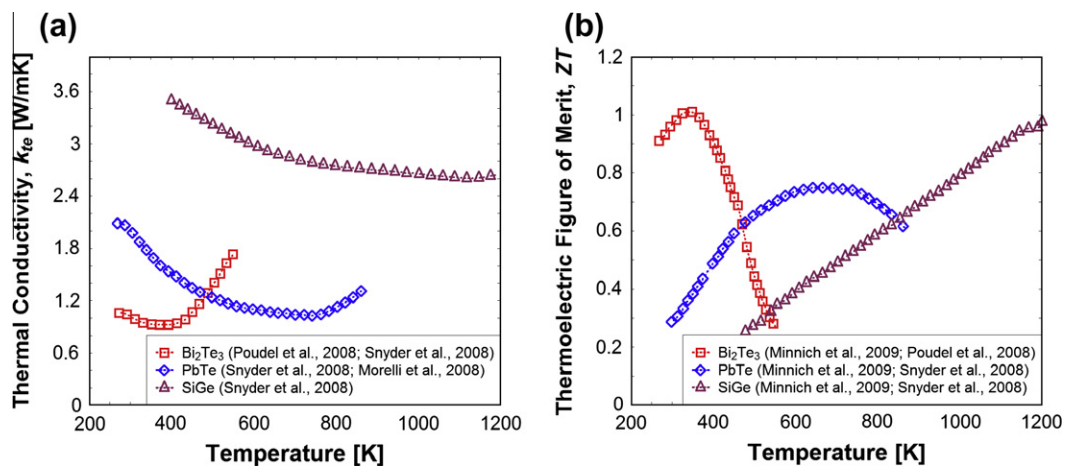 (a)
Thermal Conductivity, kte [W/mK]
3.6
3
2.4
1.8
1.2
0.6
0
200 400 600 800 1000 1200
Temperature [K]
Bi2Te3 (Poudel et al., 2008; Snyder et al., 2008)
PbTe (Snyder et al., 2008; Morelli et al., 2008)
SiGe (Snyder et al., 2008)
(b)
Thermoelectric Figure of Merit, ZT
1.2
1
0.8
0.6
0.4
0.2
0
200 400 600 800 1000 1200
Temperature [K]
Bi2Te3 (Minnich et al., 2009; Poudel et al., 2008)
PbTe (Minnich et al., 2009; Snyder et al., 2008)
SiGe (Minnich et al., 2009; Snyder et al., 2008)